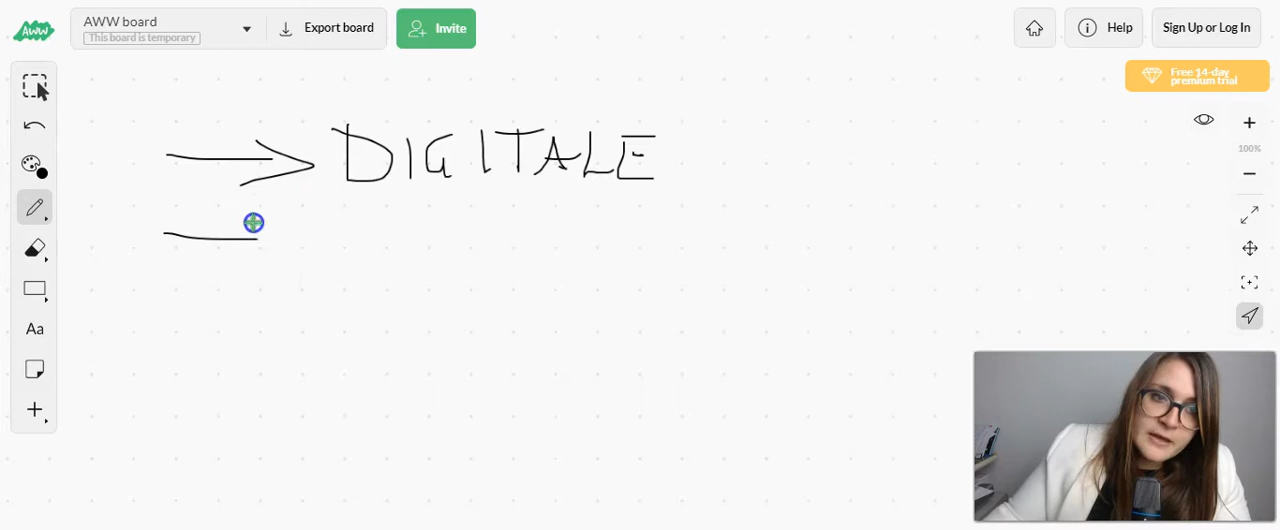 AWW
AWW board
This board is temporary
Export board
Invite
Help
Sign Up or Log In
Free 14-day
premium trial
100%
Aa
DIGITALE